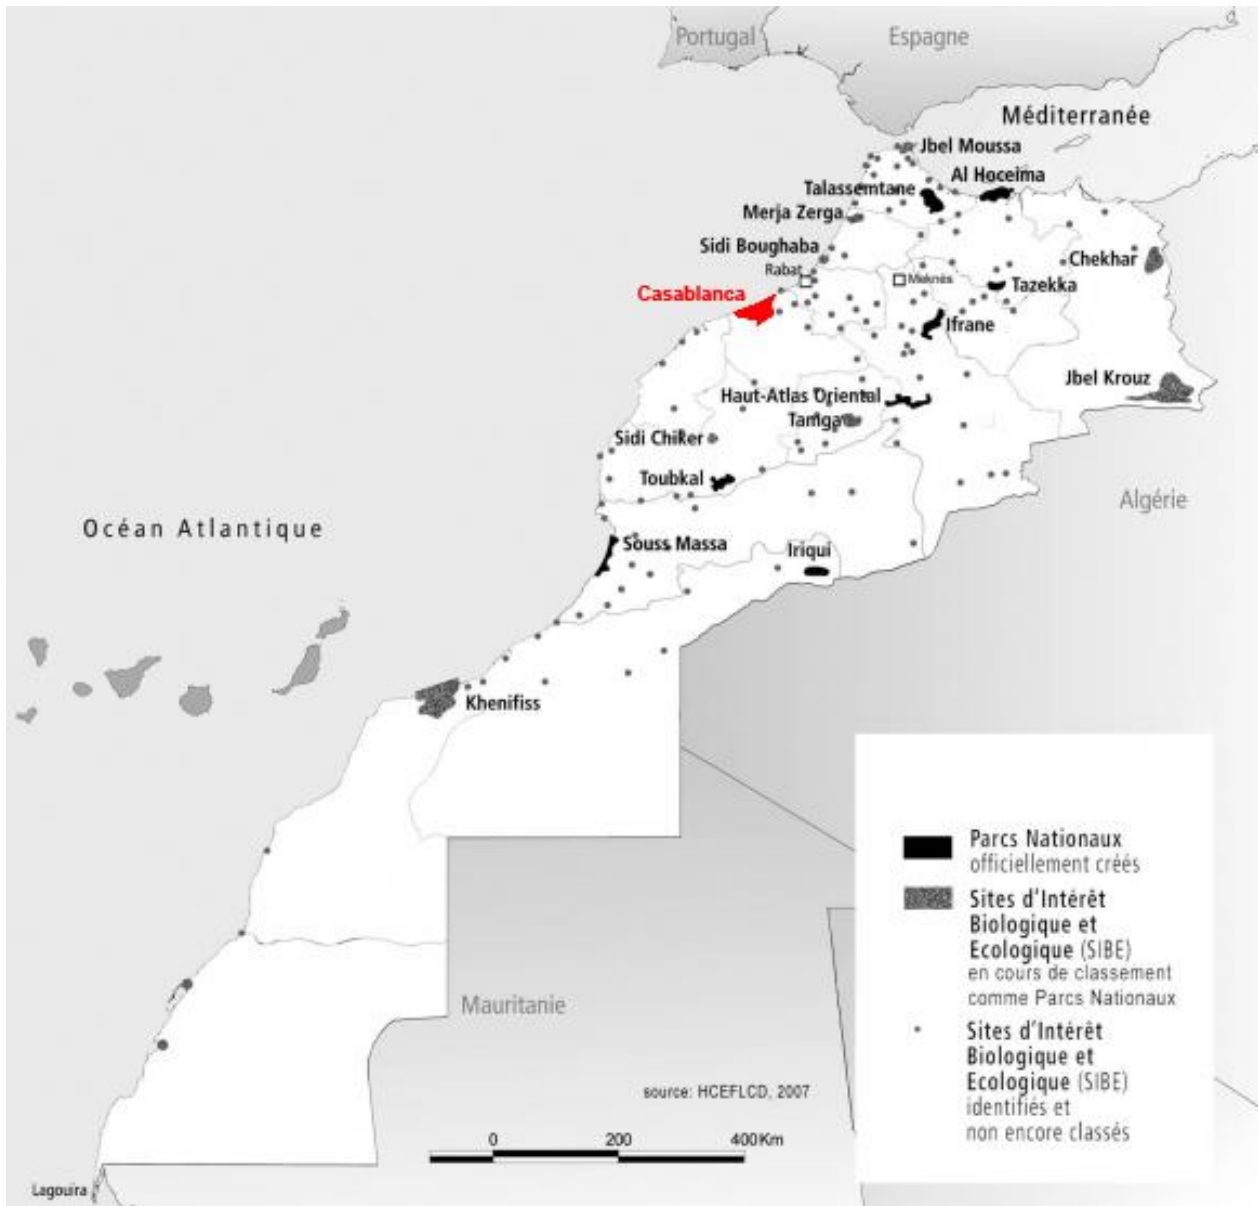 Portugal
Espagne
Méditerranée
Jbel Moussa
Al Hoceima
Talassemtane
Merja Zerga
Sidi Boughaba
Chekhar
Rabat
Meknès
Tazekka
Casablanca
Ifrane
Jbel Krouz
Haut-Atlas Oriental
Tamga
Sidi Chiker
Toubkal
Algérie
Océan Atlantique
Souss Massa
Iriqui
Khenifiss
Parcs Nationaux
officiellement créés
Sites d'Intérêt
Biologique et
Ecologique (SIBE)
en cours de classement
comme Parcs Nationaux
Mauritanie
Sites d'Intérêt
Biologique et
Ecologique (SIBE)
identifiés et
non encore classés
source: HCEFLCD, 2007
0 200 400Km
Lagouira